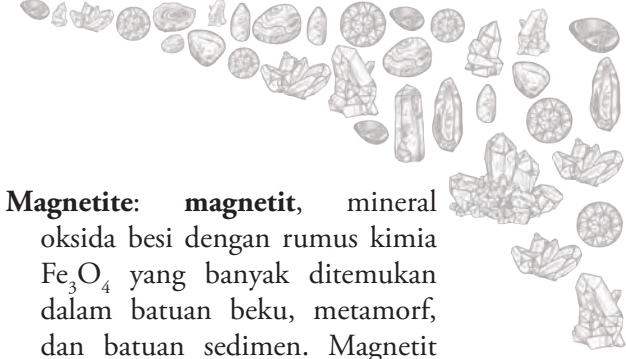 Magnetite: magnetit, mineral
oksida besi dengan rumus kimia
Fe₃O₄ yang banyak ditemukan
dalam batuan beku, metamorf,
dan batuan sedimen. Magnetit